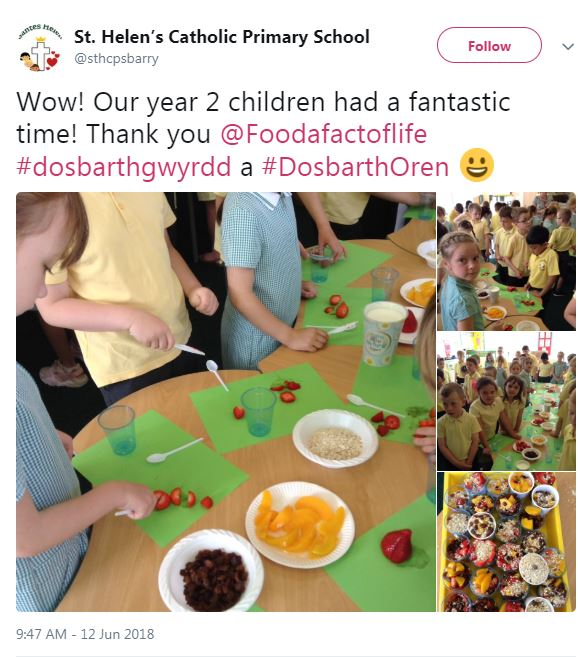 St. Helen's Catholic Primary School
@sthcpsbarry
Follow
Wow! Our year 2 children had a fantastic
time! Thank you @Foodafactoflife
#dosbarthgwyrdd a #DosbarthOren 😀
9:47 AM - 12 Jun 2018